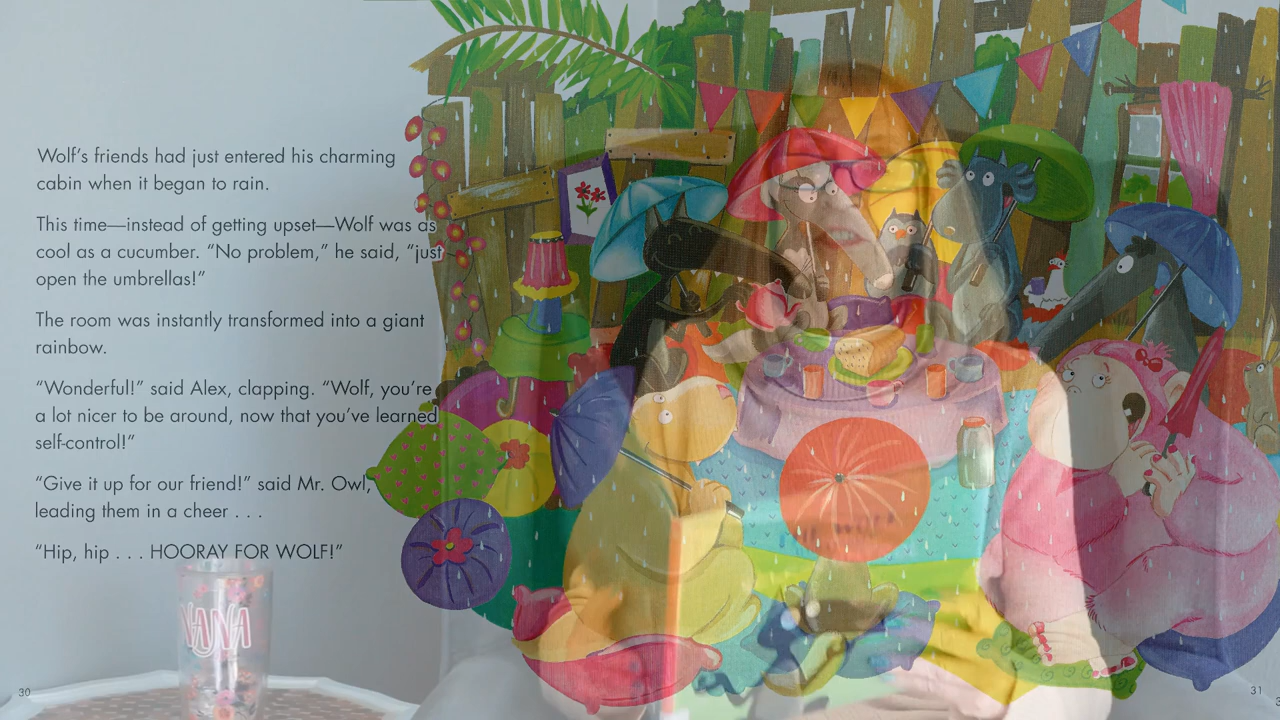 Wolf's friends had just entered his charming
cabin when it began to rain.
This time—instead of getting upset—Wolf was as
cool as a cucumber. “No problem,” he said, “just
open the umbrellas!”
The room was instantly transformed into a giant
rainbow.
“Wonderful!” said Alex, clapping. “Wolf, you’re
a lot nicer to be around, now that you’ve learned
self-control!”
“Give it up for our friend!” said Mr. Owl,
leading them in a cheer . . .
“Hip, hip . . . HOORAY FOR WOLF!”
NANA
30
31